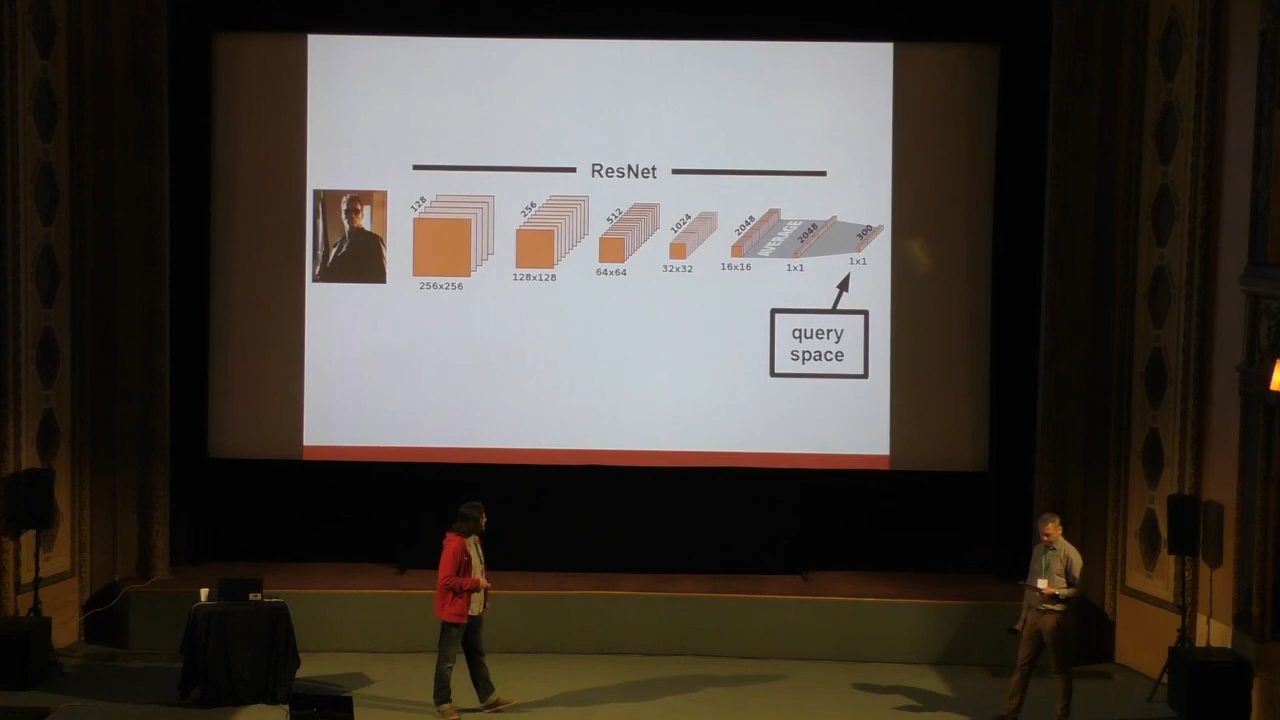 ResNet
128
256
512
1024
2048
AVERAGE
2048
300
256x256
128x128
64x64
32x32
16x16
1x1
1x1
query
space